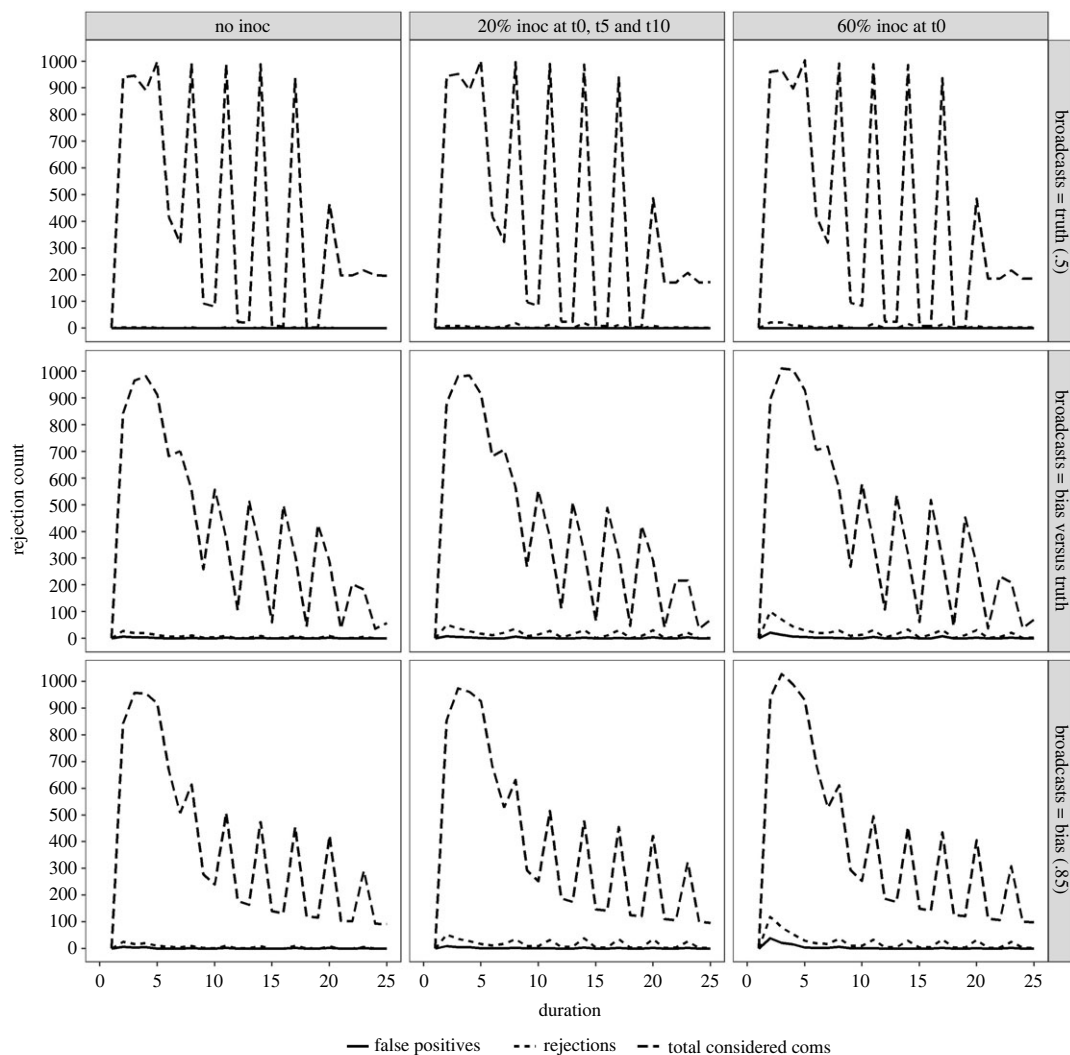 no inoc
20% inoc at t0, t5 and t10
60% inoc at t0
1000
900
800
700
600
500
400
300
200
100
0
broadcasts = truth (.5)
1000
900
800
700
600
500
400
300
200
100
0
broadcasts = bias versus truth
rejection count
1000
900
800
700
600
500
400
300
200
100
0
broadcasts = bias (.85)
0 5 10 15 20 25
0 5 10 15 20 25
0 5 10 15 20 25
duration
false positives
rejections
total considered coms